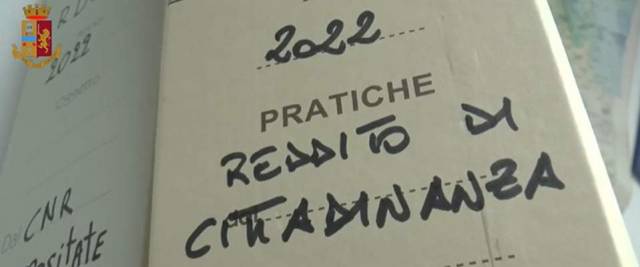 2022
PRATICHE
REDDITO DI
CITTADINANZA
2022
CNR